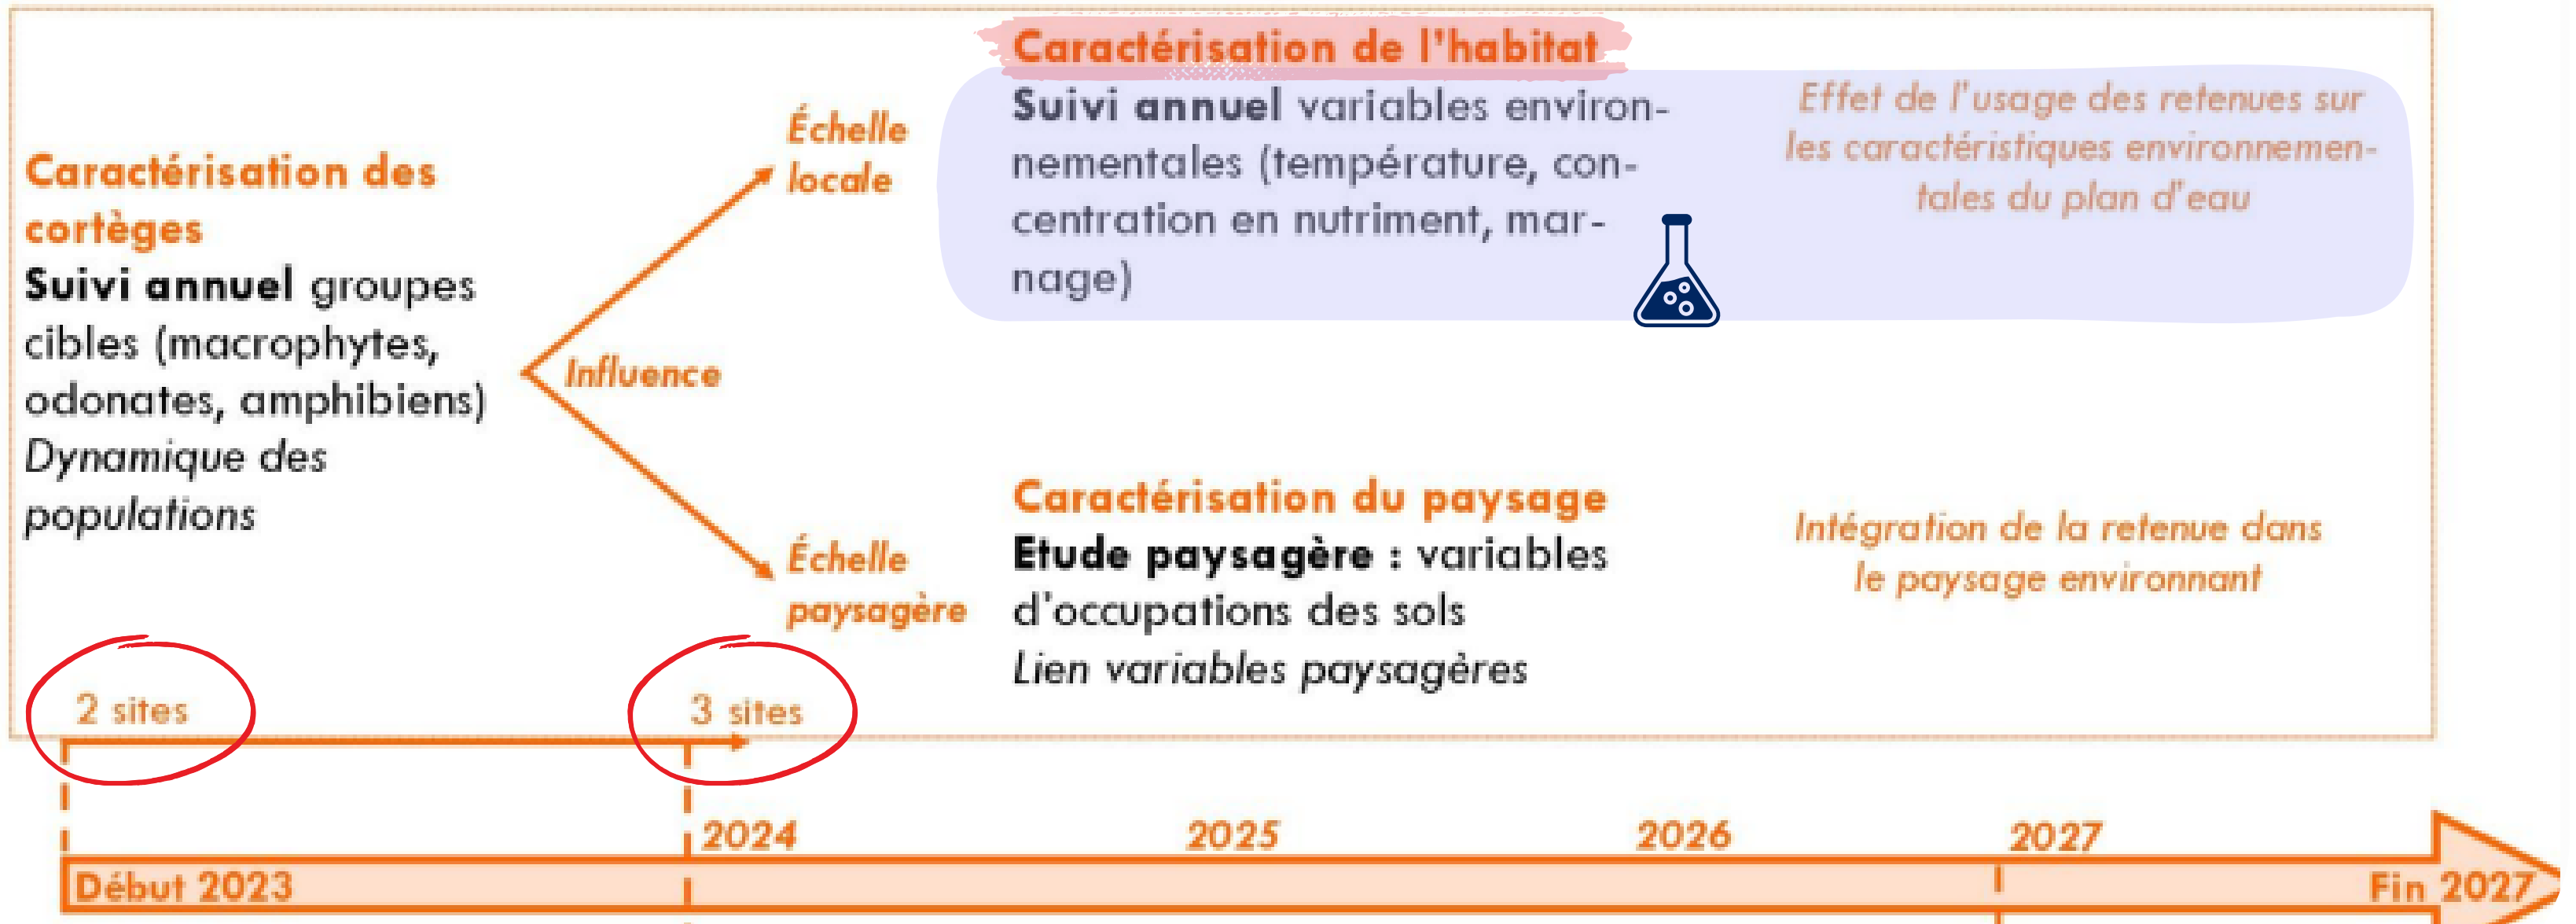 Caractérisation des
cortèges
Suivi annuel groupes
cibles (macrophytes,
odonates, amphibiens)
Dynamique des
populations
Influence
Échelle
locale
Caractérisation de l'habitat
Suivi annuel variables environ-
nementales (température, con-
centration en nutriment, mar-
nage)
Effet de l'usage des retenues sur
les caractéristiques environnemen-
tales du plan d'eau
Échelle
paysagère
Caractérisation du paysage
Etude paysagère : variables
d'occupations des sols
Lien variables paysagères
Intégration de la retenue dans
le paysage environnant
2 sites
3 sites
2024
2025
2026
2027
Début 2023
Fin 2027